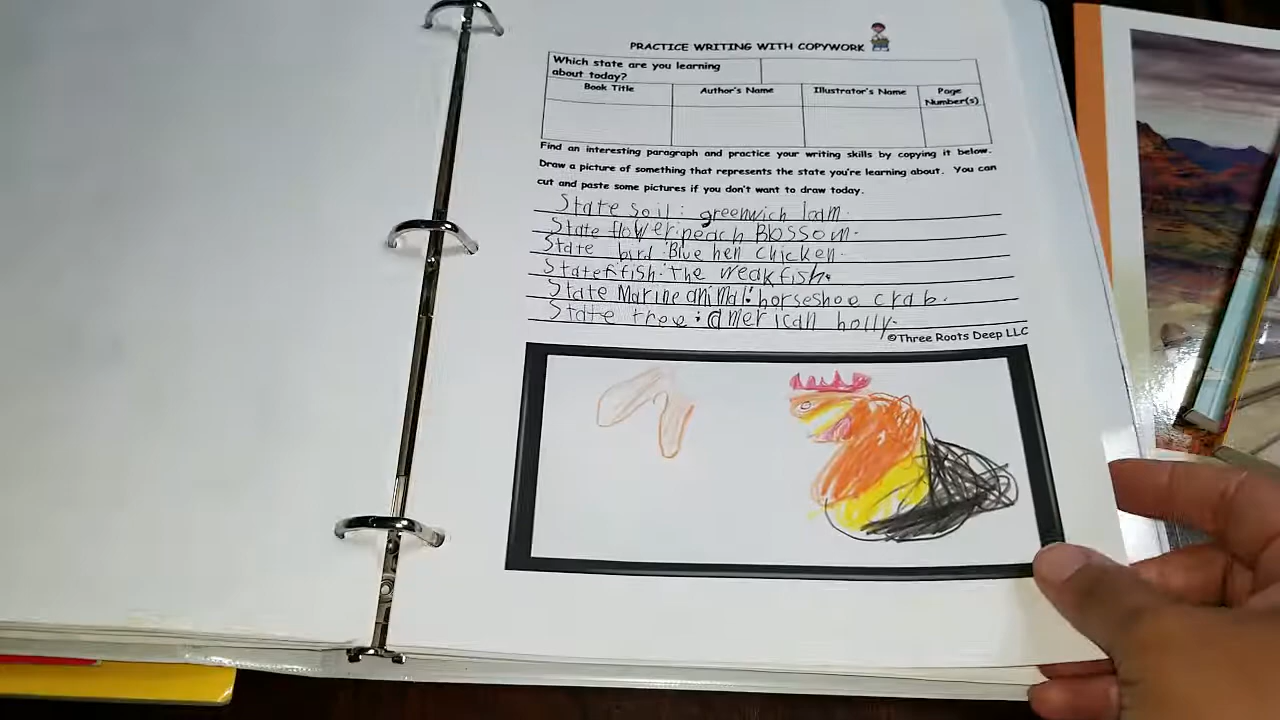 PRACTICE WRITING WITH COPYWORK
Which state are you learning
about today?
Book Title Author's Name Illustrator's Name Page
Number(s)
Find an interesting paragraph and practice your writing skills by copying it below.
Draw a picture of something that represents the state you're learning about. You can
cut and paste some pictures if you don't want to draw today.
State soil: greenwich loam.
State flower: peach Blossom.
State bird: Blue hen chicken.
State fish: The weakfish.
State Marine animal: horseshoe crab.
State tree: american holly.
©Three Roots Deep LLC